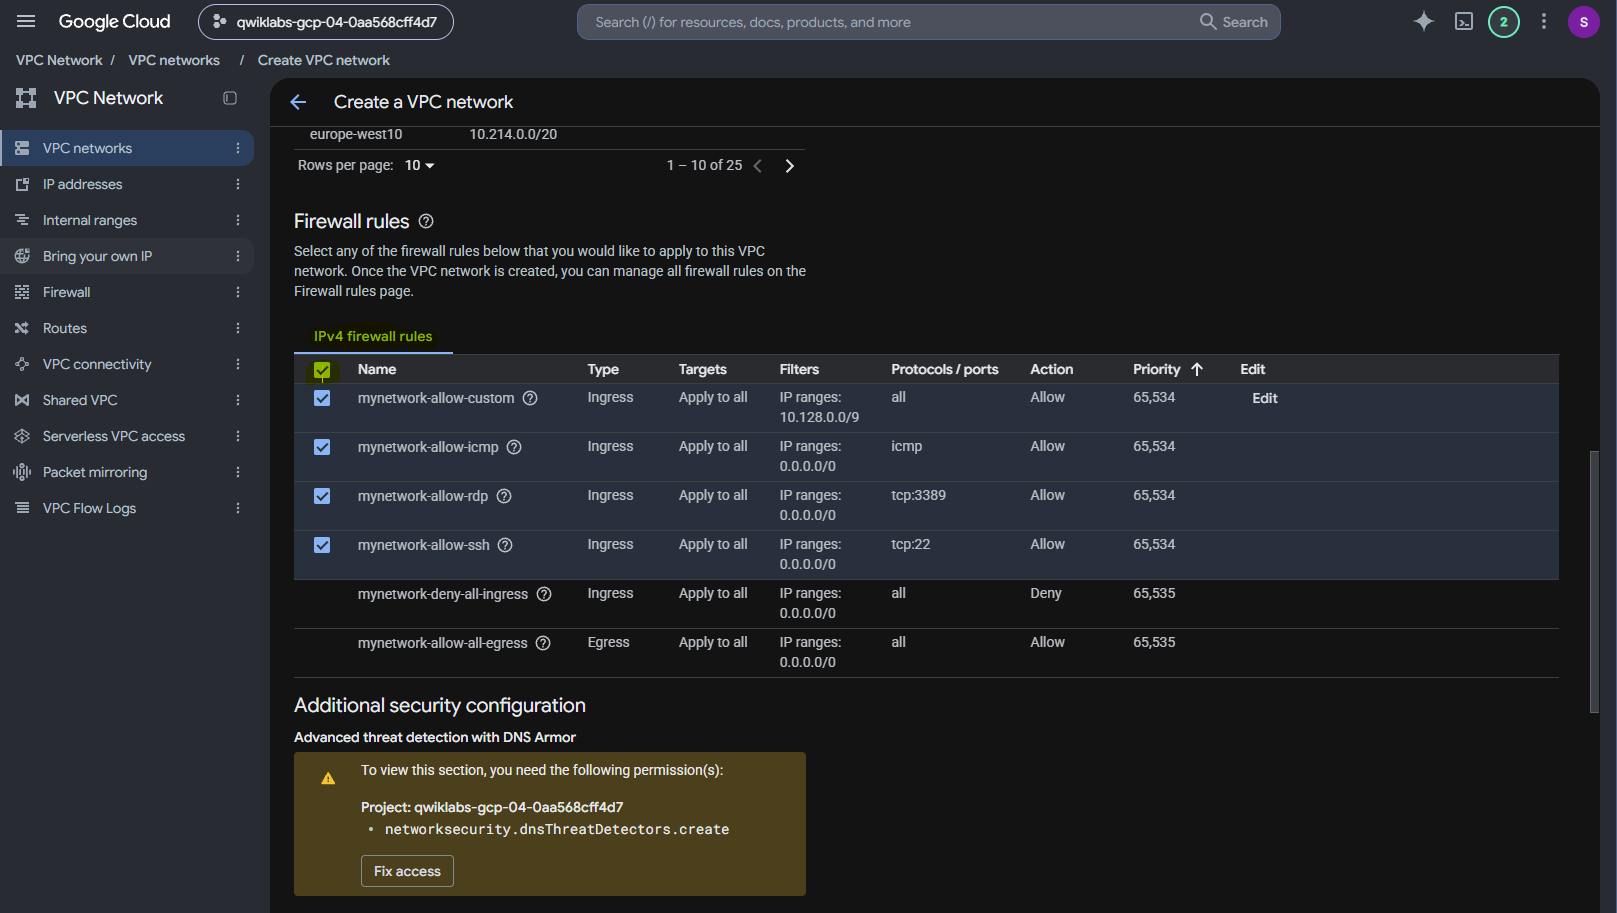 Google Cloud
qwiklabs-gcp-04-0aa568cff4d7
Search (/) for resources, docs, products, and more
Search
2
S
VPC Network / VPC networks / Create VPC network
VPC Network
VPC networks
IP addresses
Internal ranges
Bring your own IP
Firewall
Routes
VPC connectivity
Shared VPC
Serverless VPC access
Packet mirroring
VPC Flow Logs
Create a VPC network
europe-west10 10.214.0.0/20
Rows per page: 10 1 – 10 of 25
Firewall rules
Select any of the firewall rules below that you would like to apply to this VPC
network. Once the VPC network is created, you can manage all firewall rules on the
Firewall rules page.
IPv4 firewall rules
Name Type Targets Filters Protocols / ports Action Priority Edit
mynetwork-allow-custom Ingress Apply to all IP ranges: all Allow 65,534 Edit
10.128.0.0/9
mynetwork-allow-icmp Ingress Apply to all IP ranges: icmp Allow 65,534
0.0.0.0/0
mynetwork-allow-rdp Ingress Apply to all IP ranges: tcp:3389 Allow 65,534
0.0.0.0/0
mynetwork-allow-ssh Ingress Apply to all IP ranges: tcp:22 Allow 65,534
0.0.0.0/0
mynetwork-deny-all-ingress Ingress Apply to all IP ranges: all Deny 65,535
0.0.0.0/0
mynetwork-allow-all-egress Egress Apply to all IP ranges: all Allow 65,535
0.0.0.0/0
Additional security configuration
Advanced threat detection with DNS Armor
To view this section, you need the following permission(s):
Project: qwiklabs-gcp-04-0aa568cff4d7
• networksecurity.dnsThreatDetectors.create
Fix access